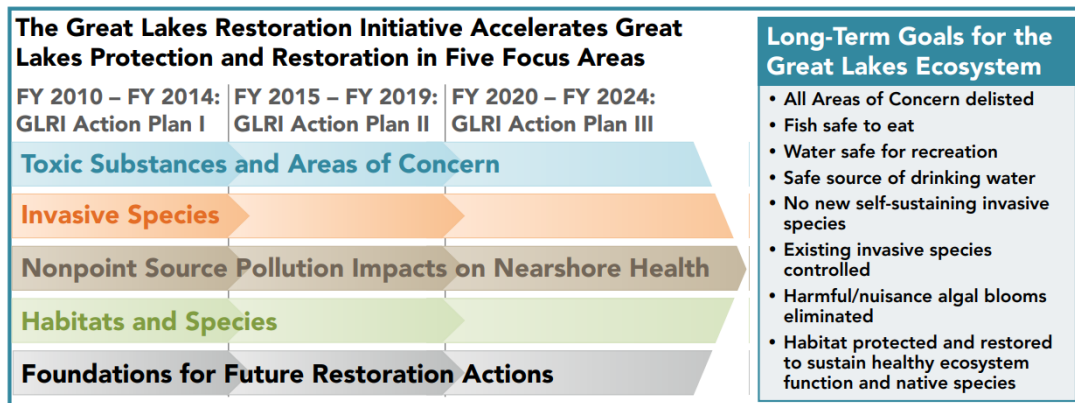 The Great Lakes Restoration Initiative Accelerates Great
Lakes Protection and Restoration in Five Focus Areas
FY 2010 – FY 2014:
GLRI Action Plan I
FY 2015 – FY 2019:
GLRI Action Plan II
FY 2020 – FY 2024:
GLRI Action Plan III
Toxic Substances and Areas of Concern
Invasive Species
Nonpoint Source Pollution Impacts on Nearshore Health
Habitats and Species
Foundations for Future Restoration Actions
Long-Term Goals for the
Great Lakes Ecosystem
• All Areas of Concern delisted
• Fish safe to eat
• Water safe for recreation
• Safe source of drinking water
• No new self-sustaining invasive
species
• Existing invasive species
controlled
• Harmful/nuisance algal blooms
eliminated
• Habitat protected and restored
to sustain healthy ecosystem
function and native species